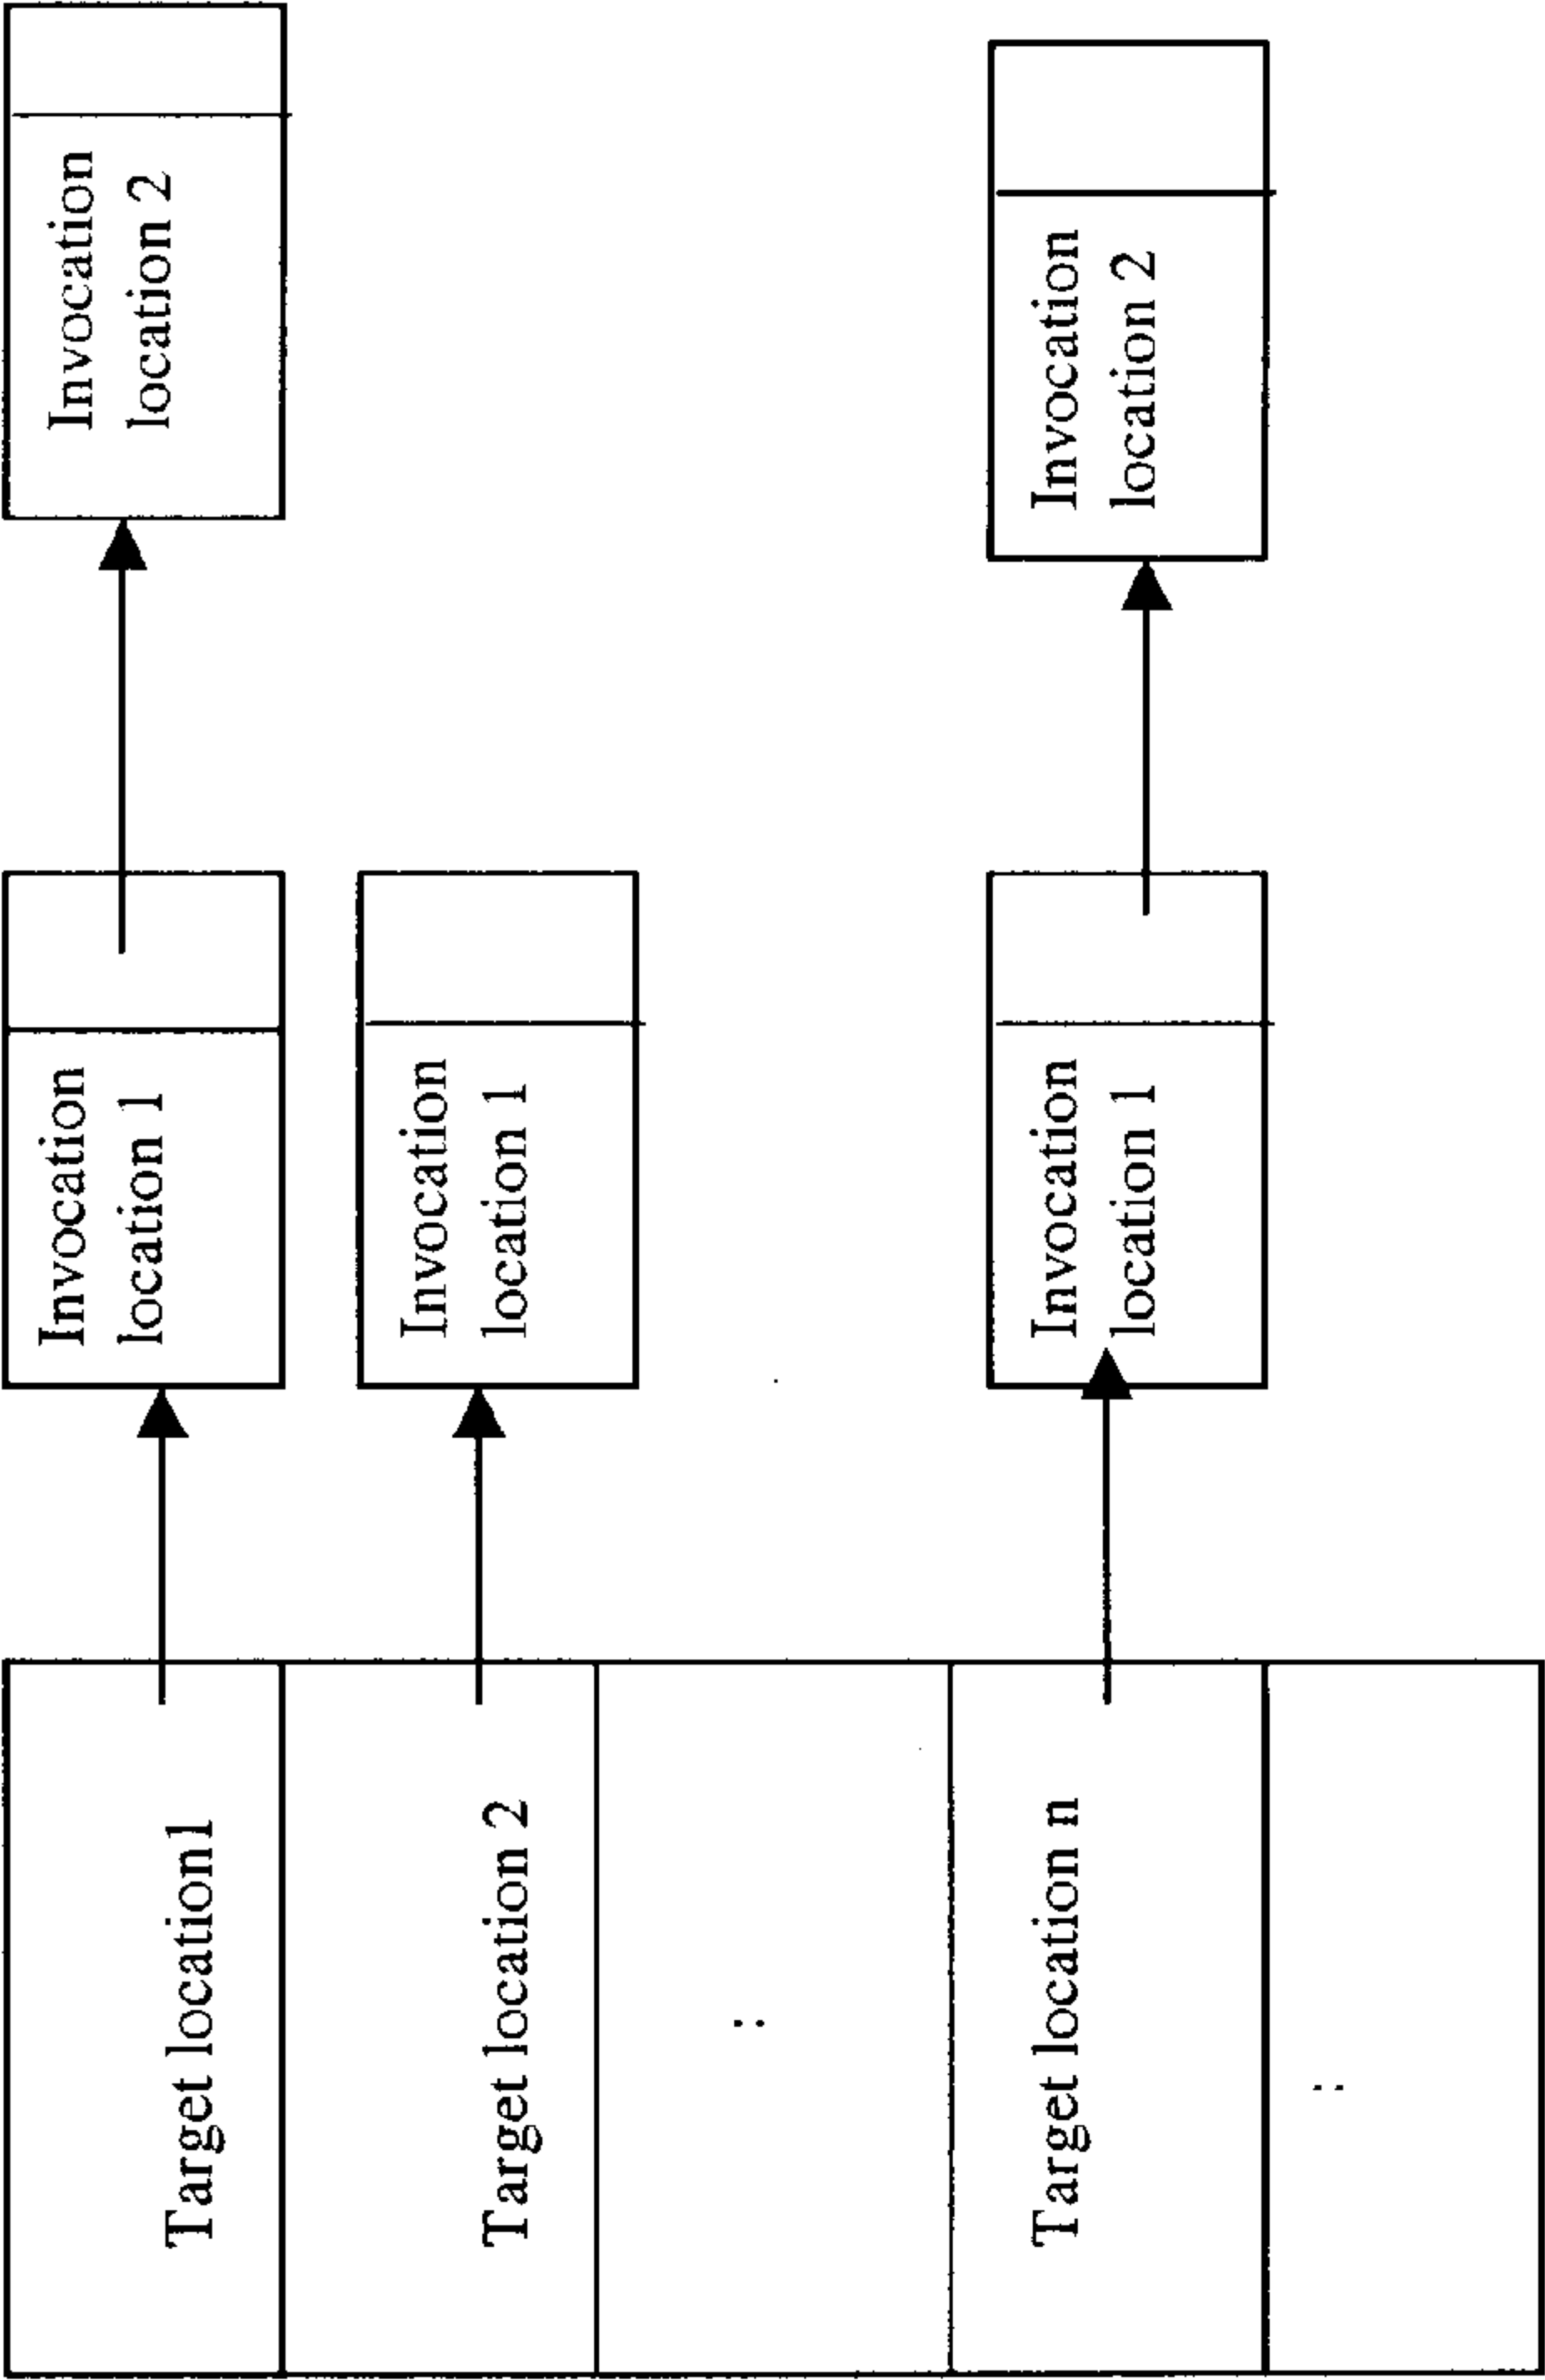 Target location1
Invocation
location 1
Invocation
location 2
Target location 2
Invocation
location 1
..
Target location n
Invocation
location 1
Invocation
location 2
..